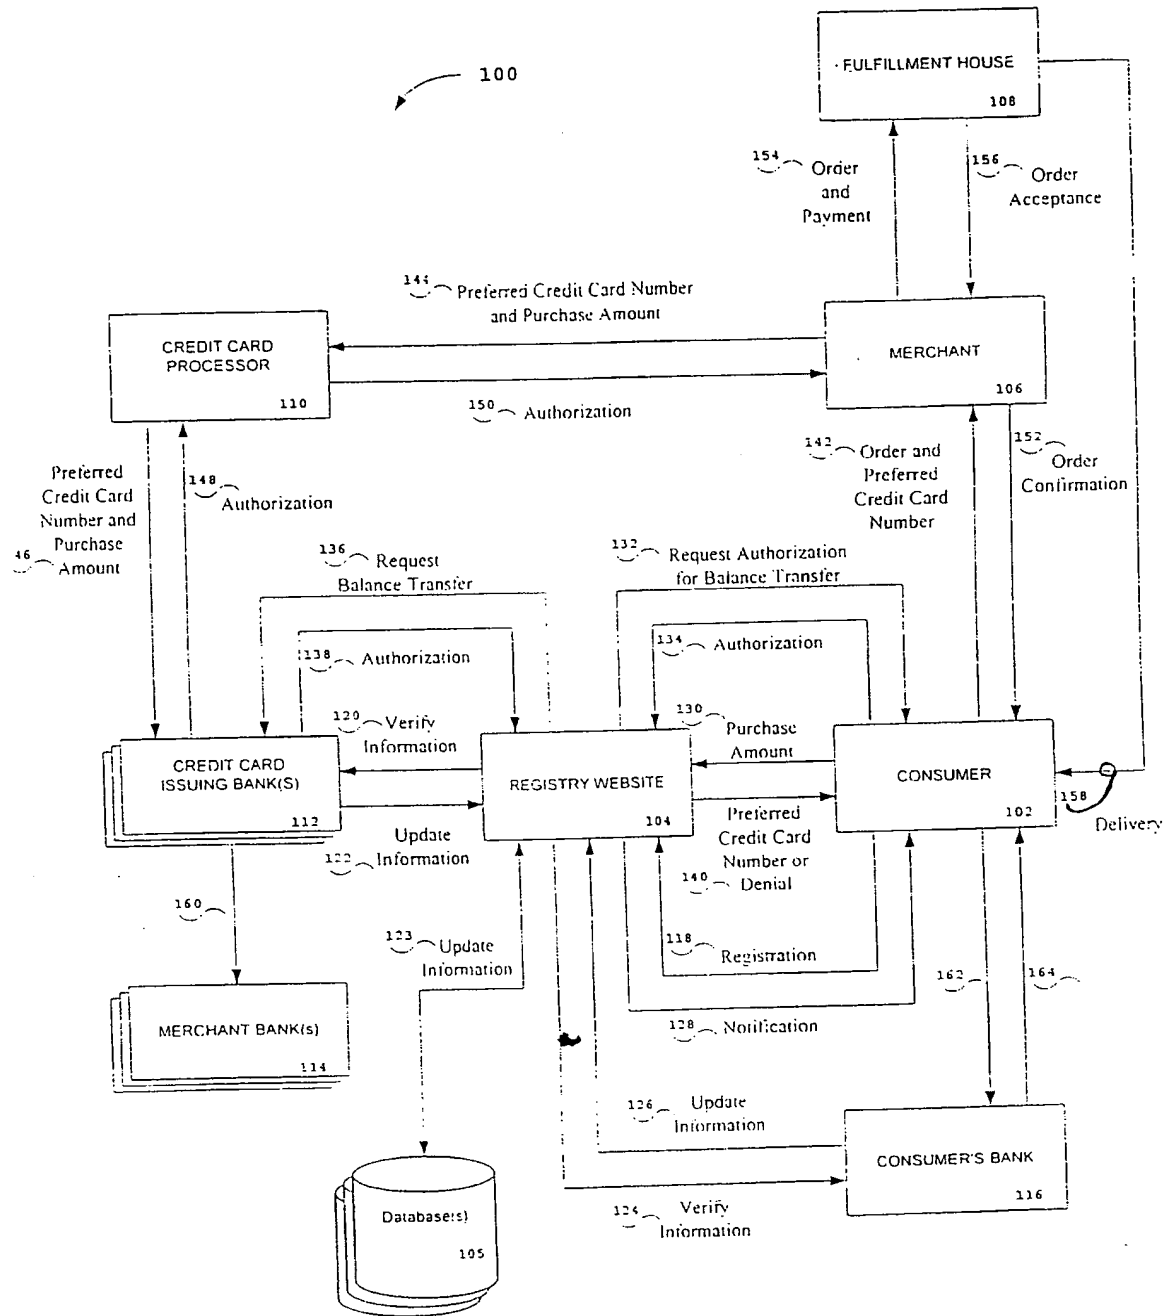 100
FULFILLMENT HOUSE
108
154
Order
and
Payment
156
Order
Acceptance
144
Preferred Credit Card Number
and Purchase Amount
CREDIT CARD
PROCESSOR
110
MERCHANT
106
150
Authorization
Preferred
Credit Card
Number and
Purchase
Amount
46
148
Authorization
142
Order and
Preferred
Credit Card
Number
152
Order
Confirmation
136
Request
Balance Transfer
132
Request Authorization
for Balance Transfer
138
Authorization
134
Authorization
120
Verify
Information
130
Purchase
Amount
CREDIT CARD
ISSUING BANK(S)
112
REGISTRY WEBSITE
104
CONSUMER
102
158
Delivery
Update
Information
122
Preferred
Credit Card
Number or
Denial
140
160
123
Update
Information
118
Registration
162
164
128
Notification
MERCHANT BANK(s)
114
126
Update
Information
CONSUMER'S BANK
116
124
Verify
Information
Database(s)
105